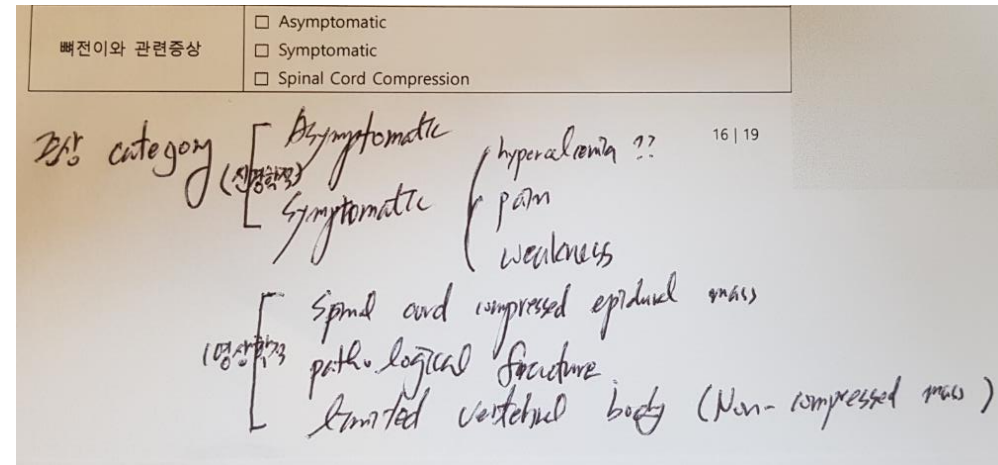 뼈전이와 관련증상
☐ Asymptomatic
☐ Symptomatic
☐ Spinal Cord Compression
16 | 19
증상 category
(신경학적)
Asymptomatic
Symptomatic
hypercalcemia ??
pain
weakness
(영상학적
Spinal cord compressed epidural mass
pathological fracture
limited vertebral body (Non-compressed mass)